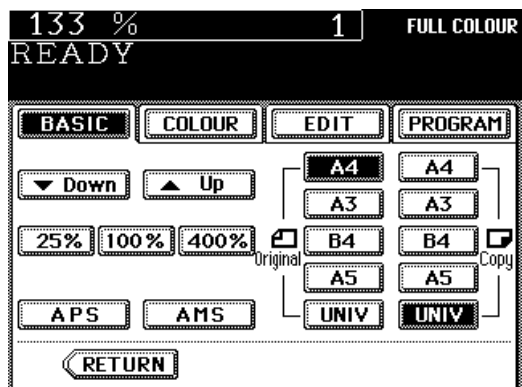 133 % 1 FULL COLOUR
READY
BASIC COLOUR EDIT PROGRAM
Down Up A4 A4
A3 A3
25% 100% 400% Original B4 B4 Copy
A5 A5
APS AMS UNIV UNIV
RETURN